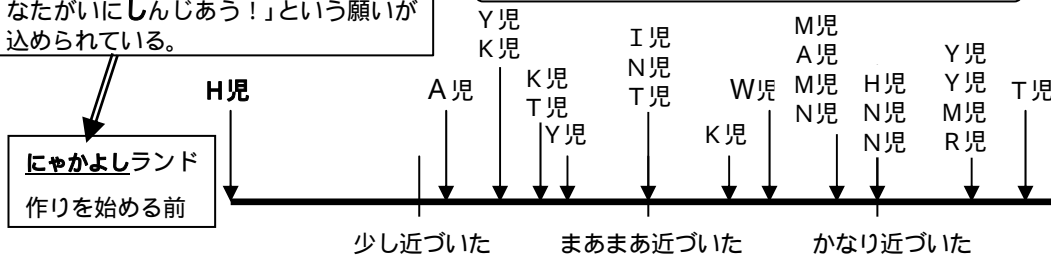 なたがいにしんじあう！」という願いが
込められている。
H児
A児
Y児
K児
K児
T児
Y児
I児
N児
T児
K児
W児
M児
A児
M児
N児
H児
N児
N児
Y児
Y児
M児
R児
T児
にゃかよしランド
作りを始める前
少し近づいた
まあまあ近づいた
かなり近づいた